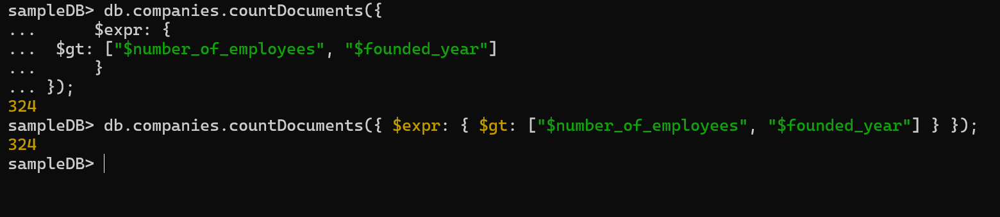 sampleDB> db.companies.countDocuments({
...      $expr: {
...  $gt: ["$number_of_employees", "$founded_year"]
...      }
... });
324
sampleDB> db.companies.countDocuments({ $expr: { $gt: ["$number_of_employees", "$founded_year"] } });
324
sampleDB>